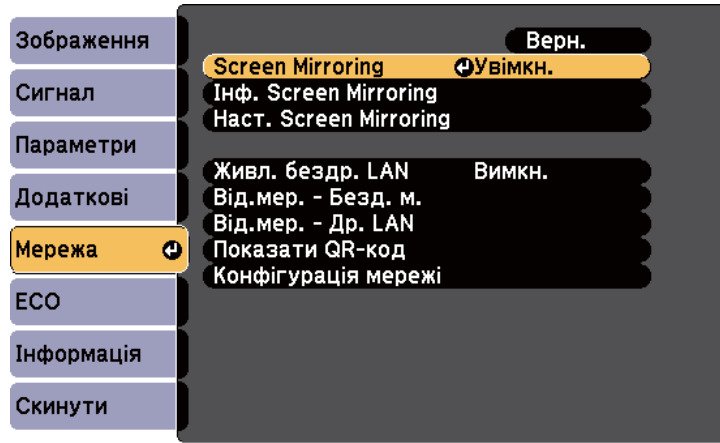 Зображення
Сигнал
Параметри
Додаткові
Мережа
ECO
Інформація
Скинути
Верн.
Screen Mirroring Увімкн.
Інф. Screen Mirroring
Наст. Screen Mirroring
Живл. бездр. LAN Вимкн.
Від.мер. - Безд. м.
Від.мер. - Др. LAN
Показати QR-код
Конфігурація мережі